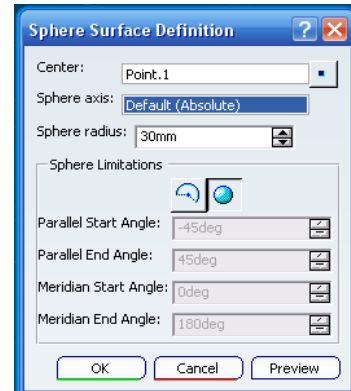 Sphere Surface Definition
Center: Point.1
Sphere axis: Default (Absolute)
Sphere radius: 30mm
Sphere Limitations
Parallel Start Angle: -45deg
Parallel End Angle: 45deg
Meridian Start Angle: 0deg
Meridian End Angle: 180deg
OK Cancel Preview